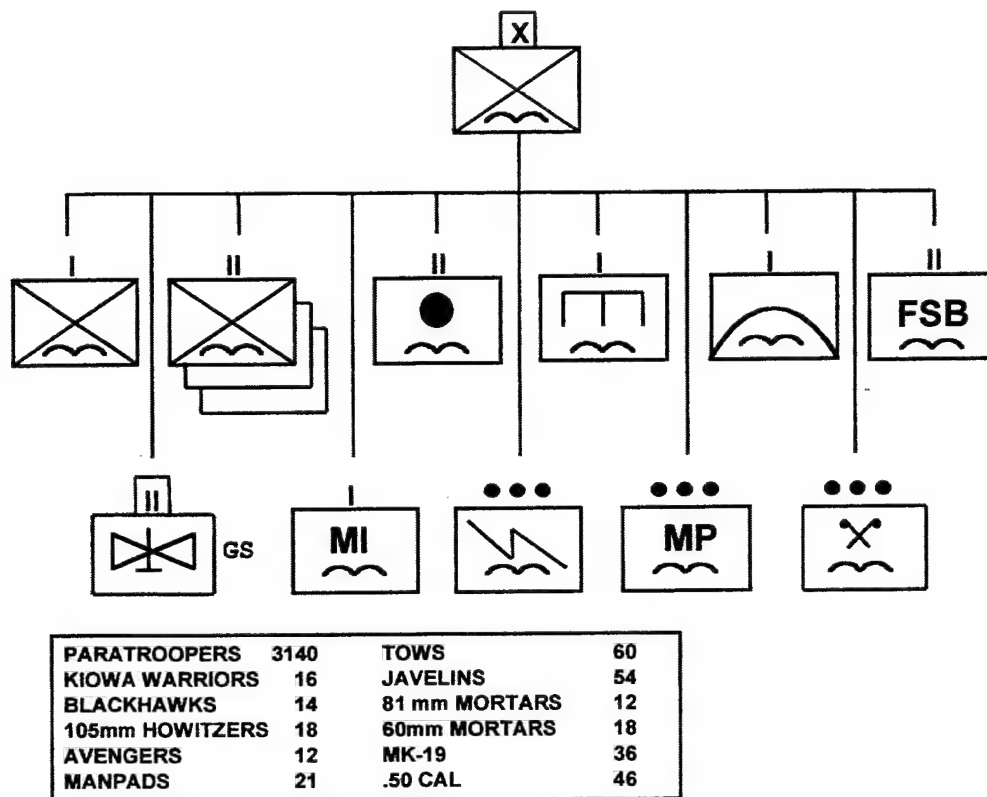 X
I II II I I II
FSB
II I
GS MI MP
PARATROOPERS 3140 TOWS 60
KIOWA WARRIORS 16 JAVELINS 54
BLACKHAWKS 14 81 mm MORTARS 12
105mm HOWITZERS 18 60mm MORTARS 18
AVENGERS 12 MK-19 36
MANPADS 21 .50 CAL 46